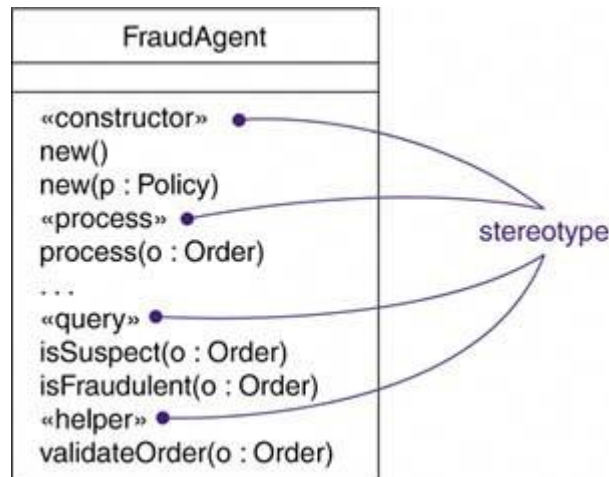 FraudAgent
«constructor»
new()
new(p : Policy)
«process»
process(o : Order)
. . .
«query»
isSuspect(o : Order)
isFraudulent(o : Order)
«helper»
validateOrder(o : Order)
stereotype